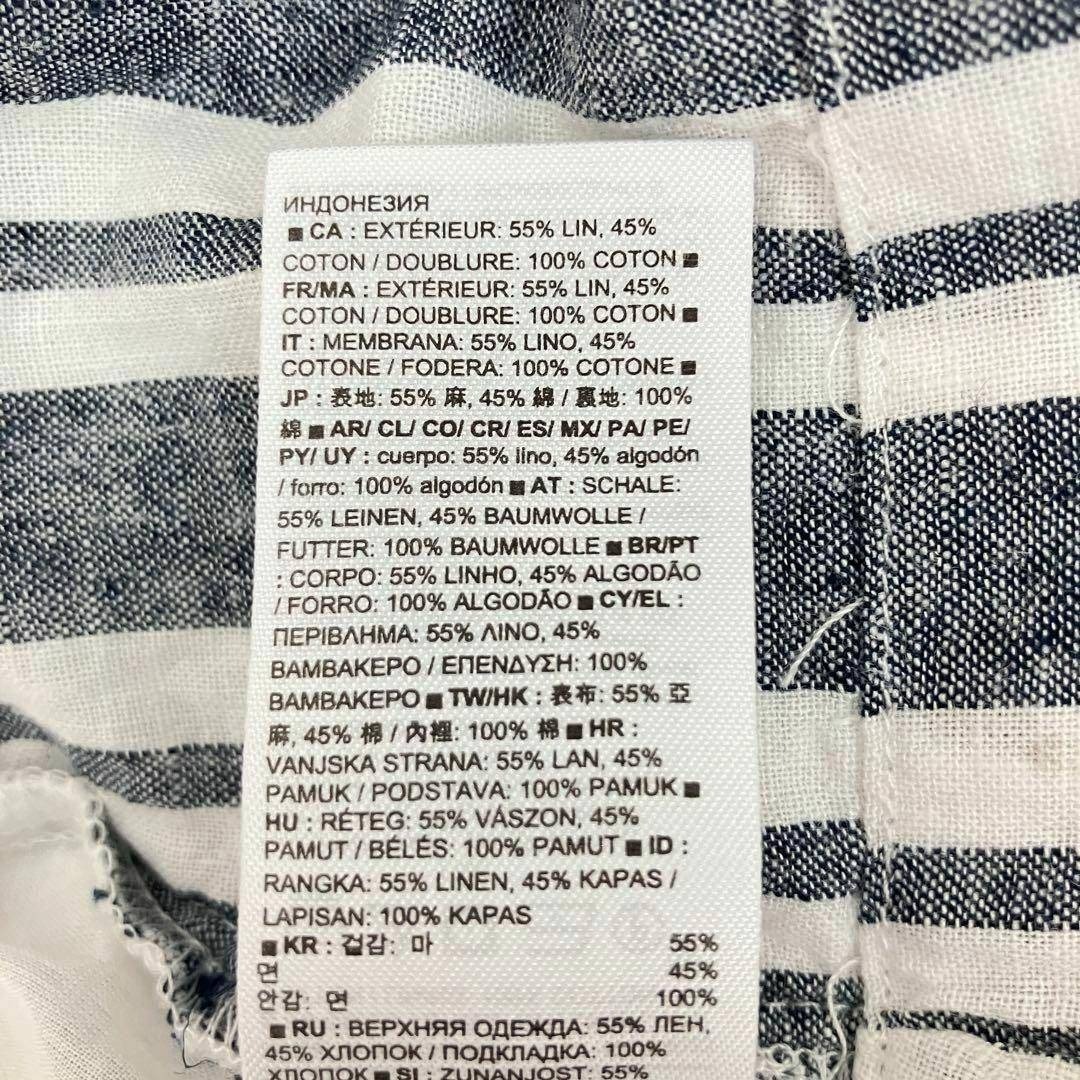 ИНДОНЕЗИЯ
■ CA : EXTÉRIEUR: 55% LIN, 45%
COTON / DOUBLURE: 100% COTON ■
FR/MA : EXTÉRIEUR: 55% LIN, 45%
COTON / DOUBLURE: 100% COTON ■
IT : MEMBRANA: 55% LINO, 45%
COTONE / FODERA: 100% COTONE ■
JP : 表地: 55% 麻, 45% 綿 / 裏地: 100%
綿 ■ AR/ CL/ CO/ CR/ ES/ MX/ PA/ PE/
PY/ UY : cuerpo: 55% lino, 45% algodón
/ forro: 100% algodón ■ AT : SCHALE:
55% LEINEN, 45% BAUMWOLLE /
FUTTER: 100% BAUMWOLLE ■ BR/PT
: CORPO: 55% LINHO, 45% ALGODÃO
/ FORRO: 100% ALGODÃO ■ CY/EL :
ΠΕΡΙΒΛΗΜΑ: 55% ΛΙΝΟ, 45%
ΒΑΜΒΑΚΕΡΟ / ΕΠΕΝΔΥΣΗ: 100%
ΒΑΜΒΑΚΕΡΟ ■ TW/HK : 表布: 55% 亞
麻, 45% 棉 / 內裡: 100% 棉 ■ HR :
VANJSKA STRANA: 55% LAN, 45%
PAMUK / PODSTAVA: 100% PAMUK ■
HU : RÉTEG: 55% VÁSZON, 45%
PAMUT / BÉLÉS: 100% PAMUT ■ ID :
RANGKA: 55% LINEN, 45% KAPAS /
LAPISAN: 100% KAPAS
■ KR : 겉감: 마 55%
면 45%
안감: 면 100%
■ RU : ВЕРХНЯЯ ОДЕЖДА: 55% ЛЕН,
45% ХЛОПОК / ПОДКЛАДКА: 100%
ХЛОПОК ■ SI : ZUNANJOST: 55%